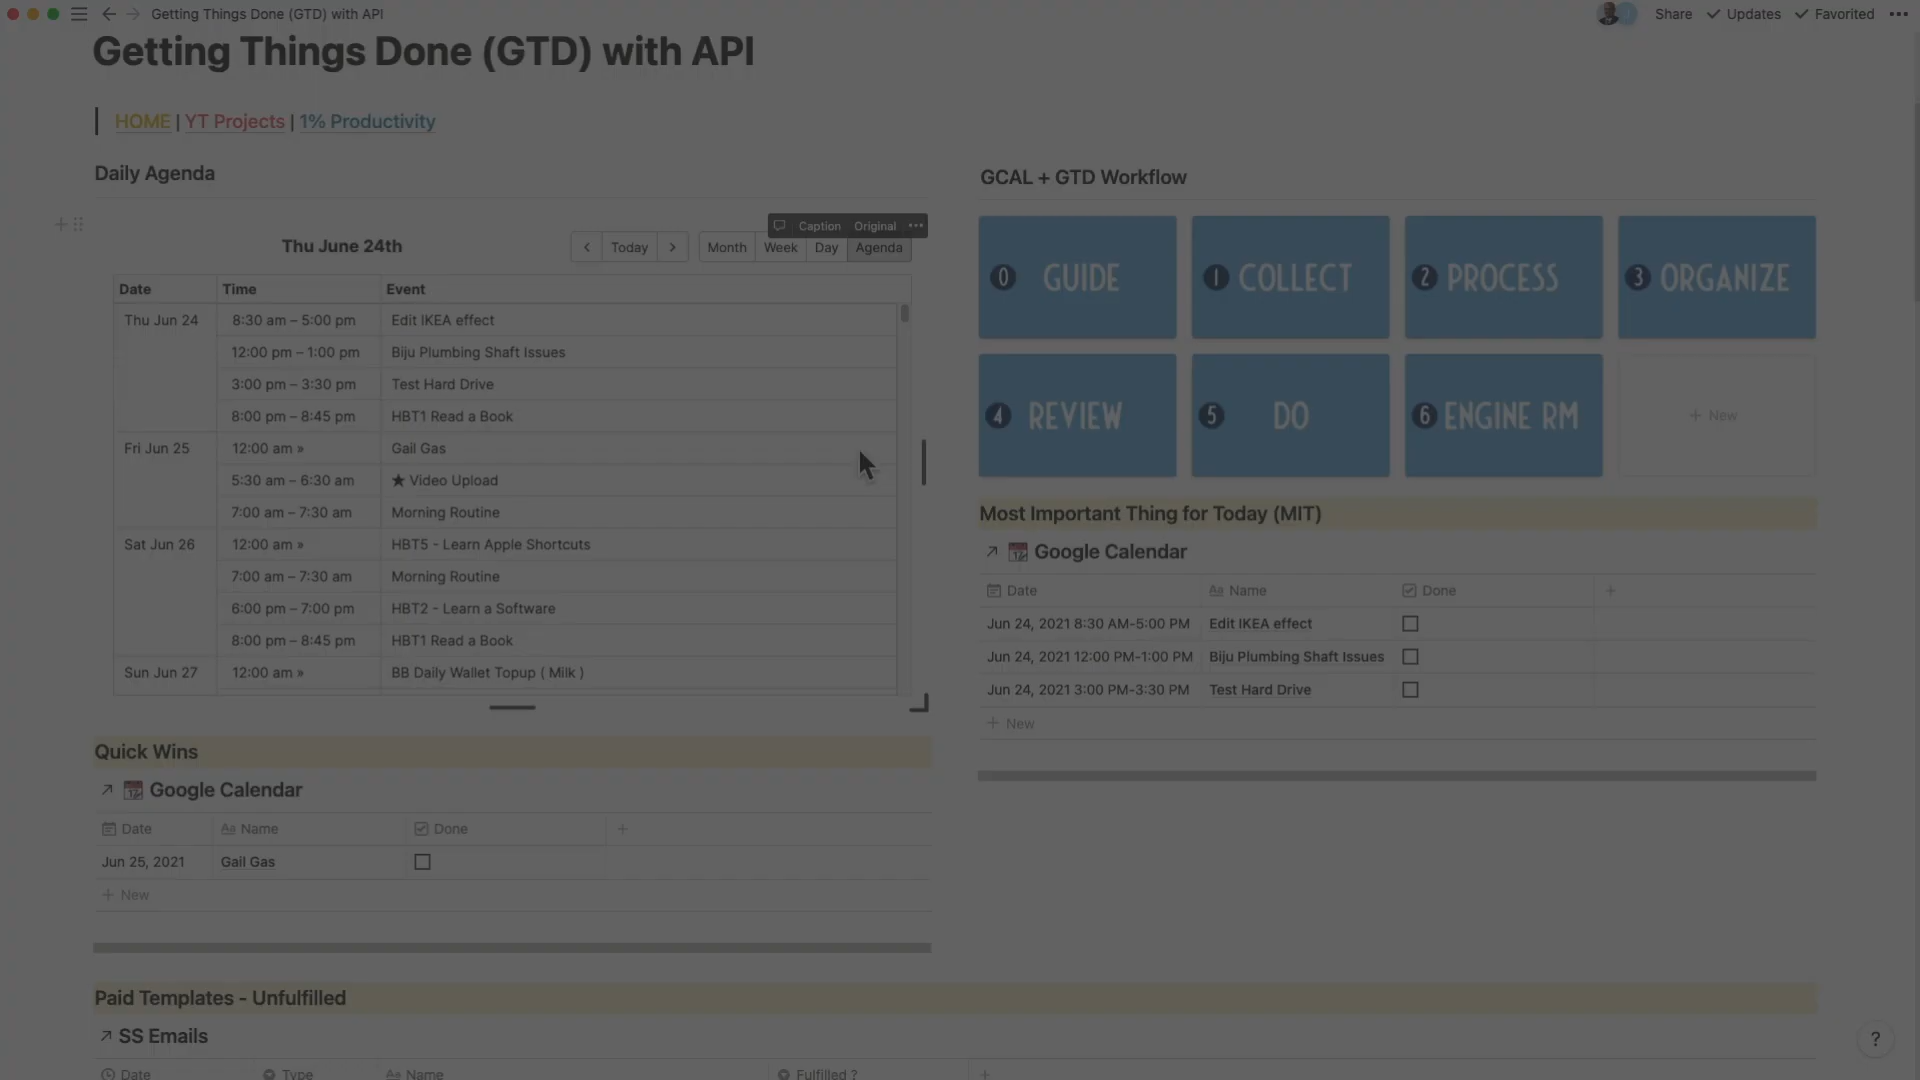 Getting Things Done (GTD) with API
Share Updates Favorited
Getting Things Done (GTD) with API
HOME | YT Projects | 1% Productivity
Daily Agenda
Caption Original
Thu June 24th
Today
Month Week Day Agenda
Date Time Event
Thu Jun 24 8:30 am – 5:00 pm Edit IKEA effect
12:00 pm – 1:00 pm Biju Plumbing Shaft Issues
3:00 pm – 3:30 pm Test Hard Drive
8:00 pm – 8:45 pm HBT1 Read a Book
Fri Jun 25 12:00 am » Gail Gas
5:30 am – 6:30 am ★ Video Upload
7:00 am – 7:30 am Morning Routine
Sat Jun 26 12:00 am » HBT5 - Learn Apple Shortcuts
7:00 am – 7:30 am Morning Routine
6:00 pm – 7:00 pm HBT2 - Learn a Software
8:00 pm – 8:45 pm HBT1 Read a Book
Sun Jun 27 12:00 am » BB Daily Wallet Topup ( Milk )
Quick Wins
Google Calendar
Date Aa Name Done
Jun 25, 2021 Gail Gas
+ New
GCAL + GTD Workflow
0 GUIDE
1 COLLECT
2 PROCESS
3 ORGANIZE
4 REVIEW
5 DO
6 ENGINE RM
+ New
Most Important Thing for Today (MIT)
Google Calendar
Date Aa Name Done
Jun 24, 2021 8:30 AM-5:00 PM Edit IKEA effect
Jun 24, 2021 12:00 PM-1:00 PM Biju Plumbing Shaft Issues
Jun 24, 2021 3:00 PM-3:30 PM Test Hard Drive
+ New
Paid Templates - Unfulfilled
SS Emails
Date Type Aa Name Fulfilled ?
?